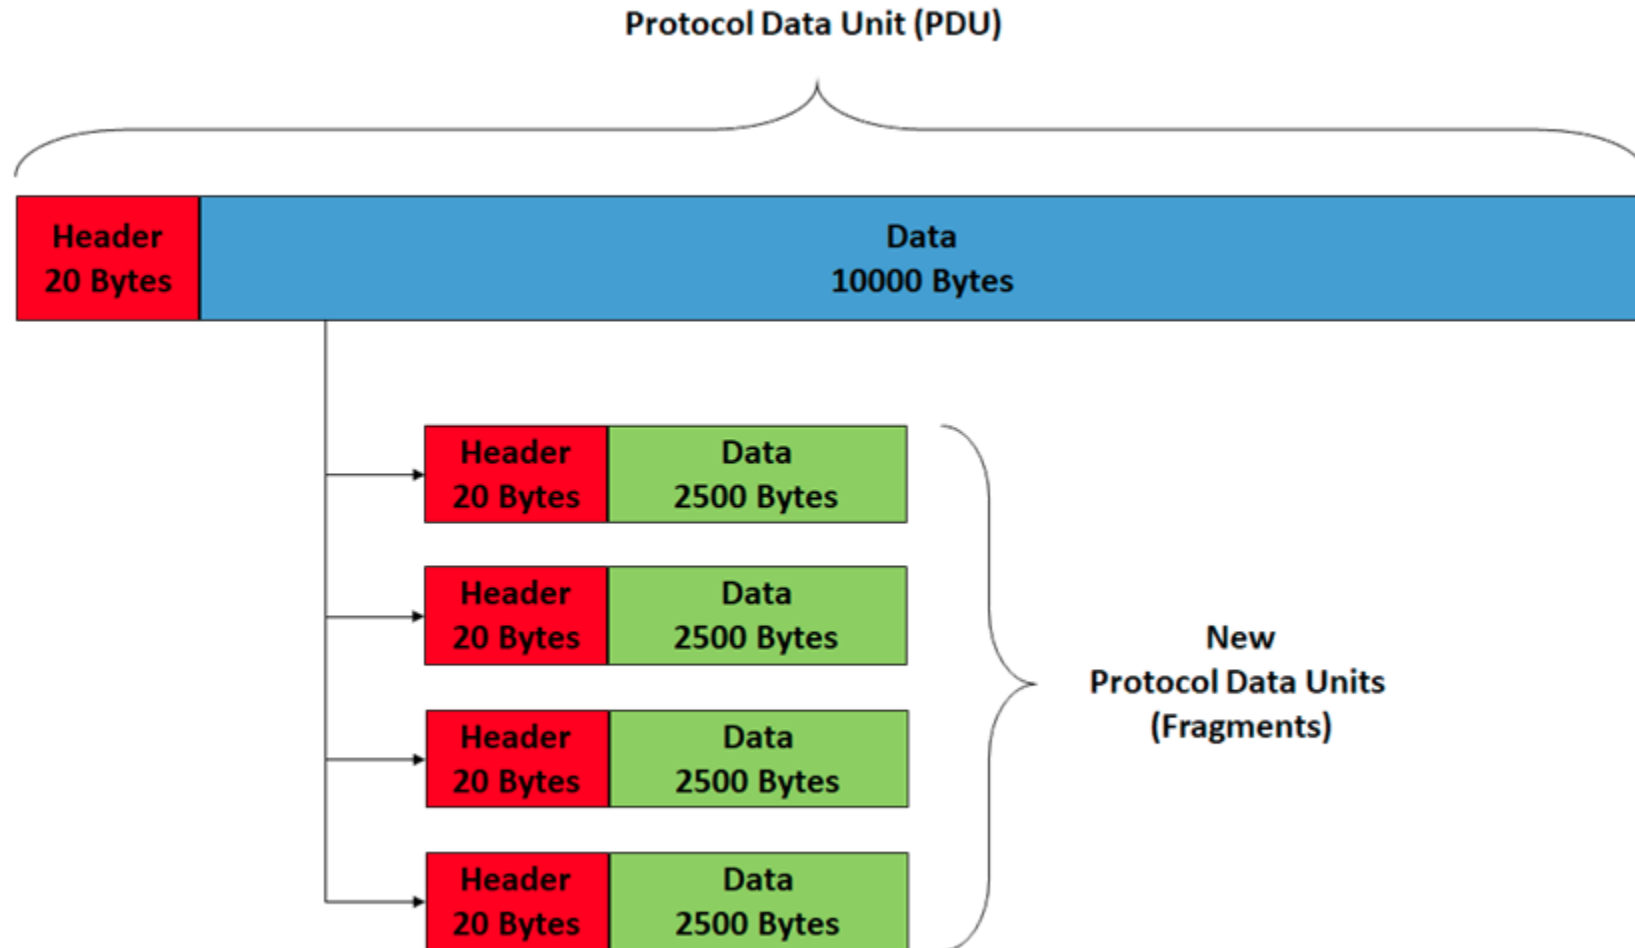 Protocol Data Unit (PDU)
Header
20 Bytes
Data
10000 Bytes
Header
20 Bytes
Data
2500 Bytes
Header
20 Bytes
Data
2500 Bytes
Header
20 Bytes
Data
2500 Bytes
Header
20 Bytes
Data
2500 Bytes
New
Protocol Data Units
(Fragments)